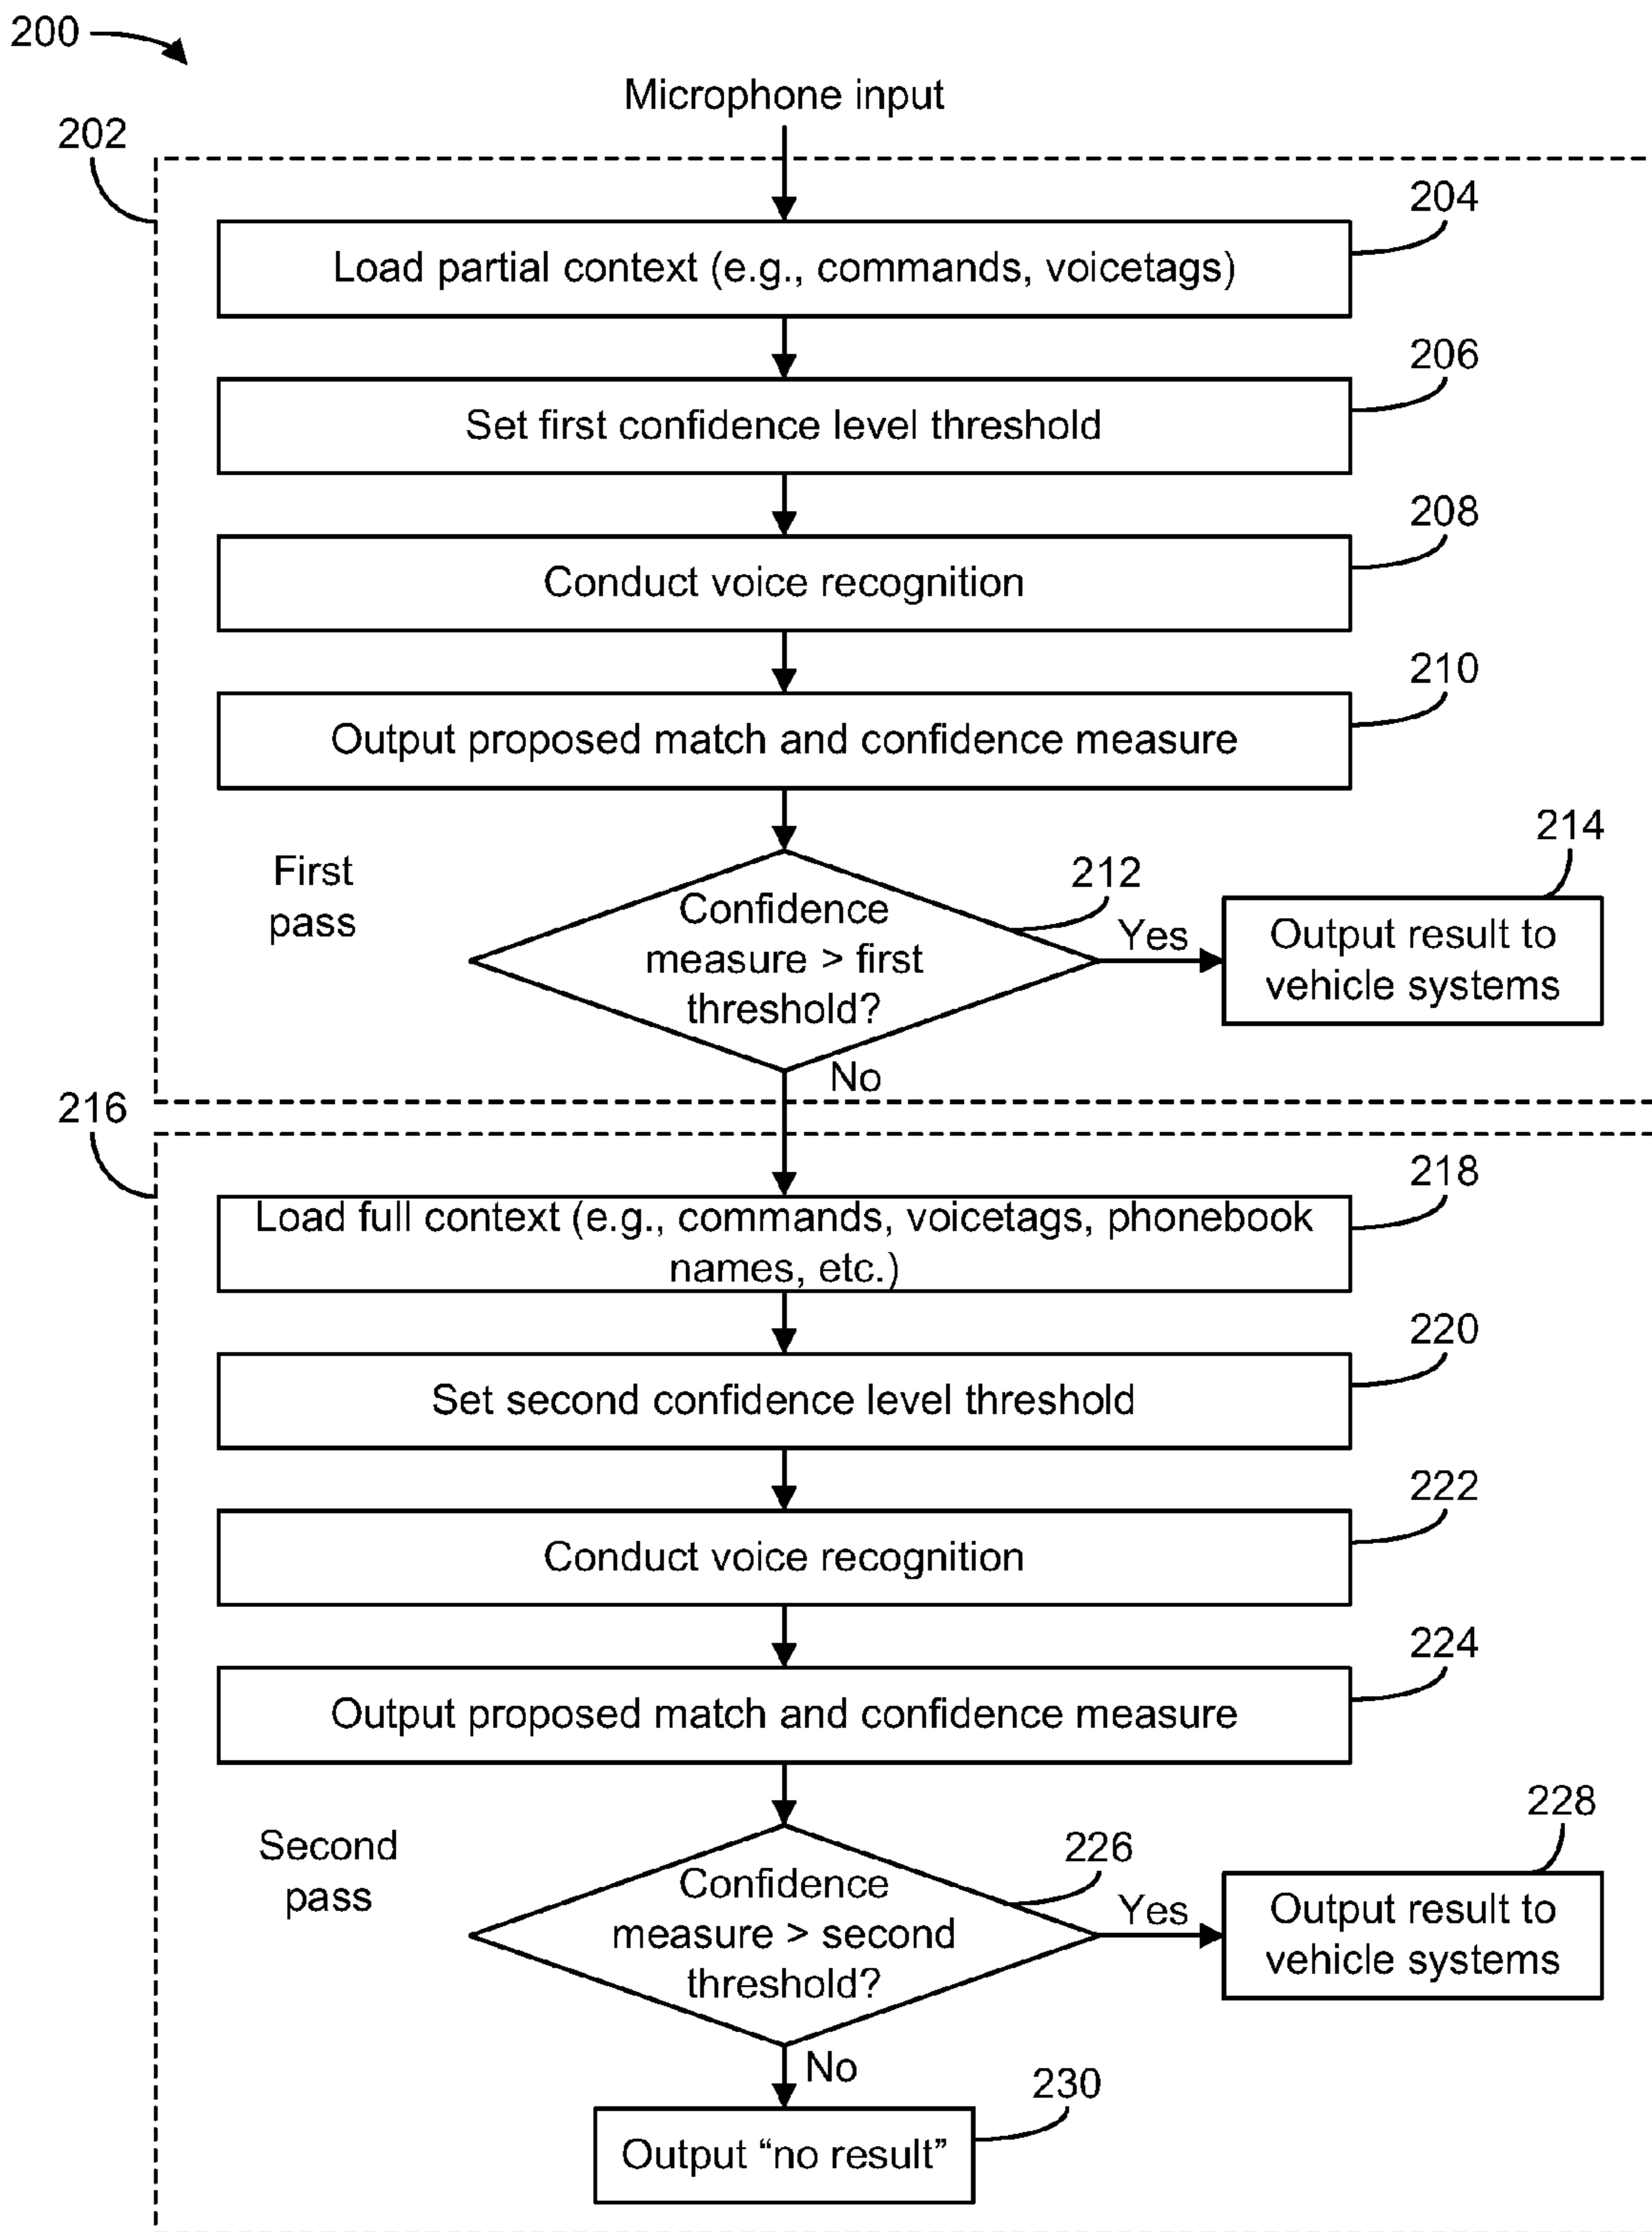 200
Microphone input
202
204
Load partial context (e.g., commands, voicetags)
206
Set first confidence level threshold
208
Conduct voice recognition
210
Output proposed match and confidence measure
First
pass
212
Confidence
measure > first
threshold?
Yes
214
Output result to
vehicle systems
No
216
218
Load full context (e.g., commands, voicetags, phonebook
names, etc.)
220
Set second confidence level threshold
222
Conduct voice recognition
224
Output proposed match and confidence measure
Second
pass
226
Confidence
measure > second
threshold?
Yes
228
Output result to
vehicle systems
No
230
Output “no result”